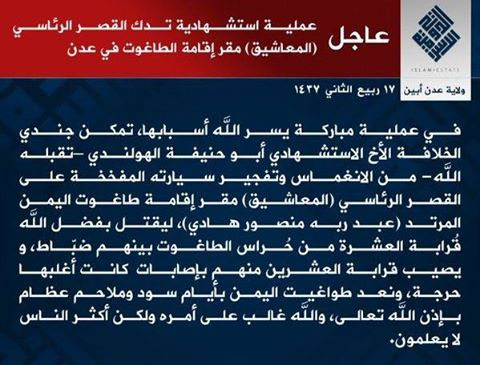 عاجل
عملية استشهادية تدك القصر الرئاسي
(المعاشيق) مقر إقامة الطاغوت في عدن
ISLAMICSTATE
ولاية عدن أبين
١٧ ربيع الثاني ١٤٣٧
في عملية مباركة يسر الله أسبابها، تمكن جندي
الخلافة الأخ الاستشهادي أبو حنيفة الهولندي -تقبله
الله- من الانغماس وتفجير سيارته المفخخة على
القصر الرئاسي (المعاشيق) مقر إقامة طاغوت اليمن
المرتد (عبد ربه منصور هادي)، ليقتل بفضل الله
قُرابة العشرة من حُراس الطاغوت بينهم ضبّاط، و
يصيب قرابة العشرين منهم بإصابات كانت أغلبها
حرجة، ونعد طواغيت اليمن بأيام سود وملاحم عظام
بإذن الله تعالى، والله غالب على أمره ولكن أكثر الناس
لا يعلمون.